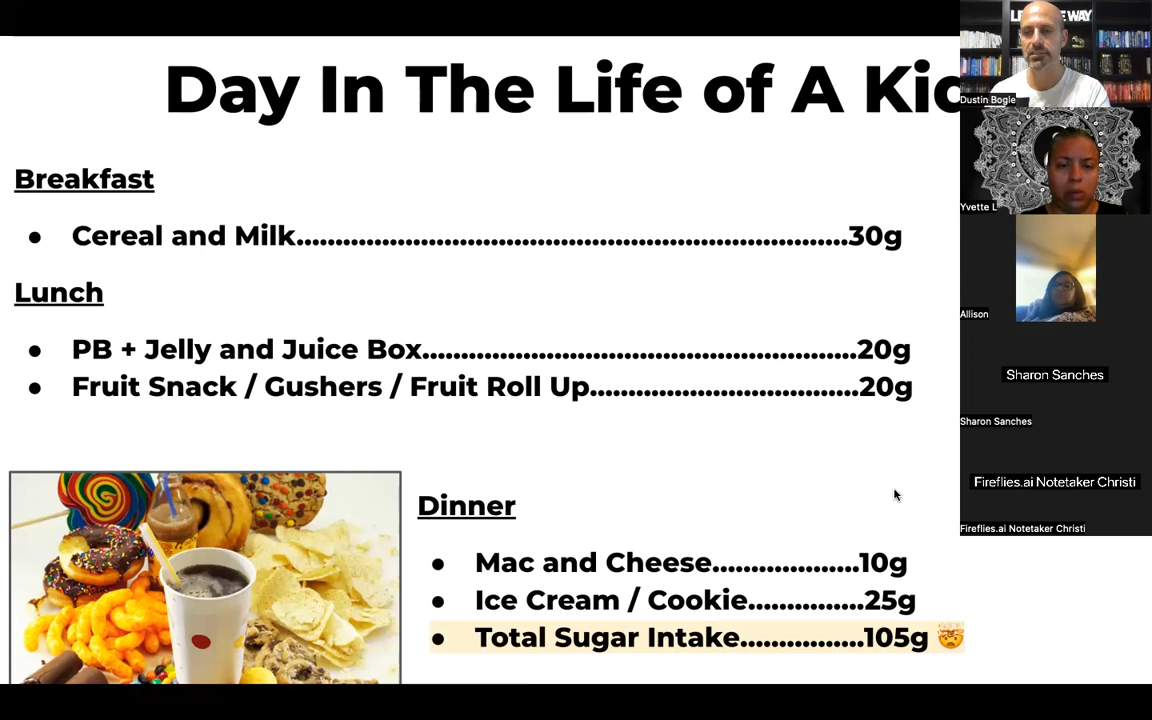 Day In The Life of A Ki
Breakfast
● Cereal and Milk......................................................................30g
Lunch
● PB + Jelly and Juice Box.......................................................20g
● Fruit Snack / Gushers / Fruit Roll Up..................................20g
Dinner
● Mac and Cheese...................10g
● Ice Cream / Cookie...............25g
● Total Sugar Intake................105g 🤯
WAY
Dustin Bogle
Yvette L
Allison
Sharon Sanches
Sharon Sanches
Fireflies.ai Notetaker Christi
Fireflies.ai Notetaker Christi